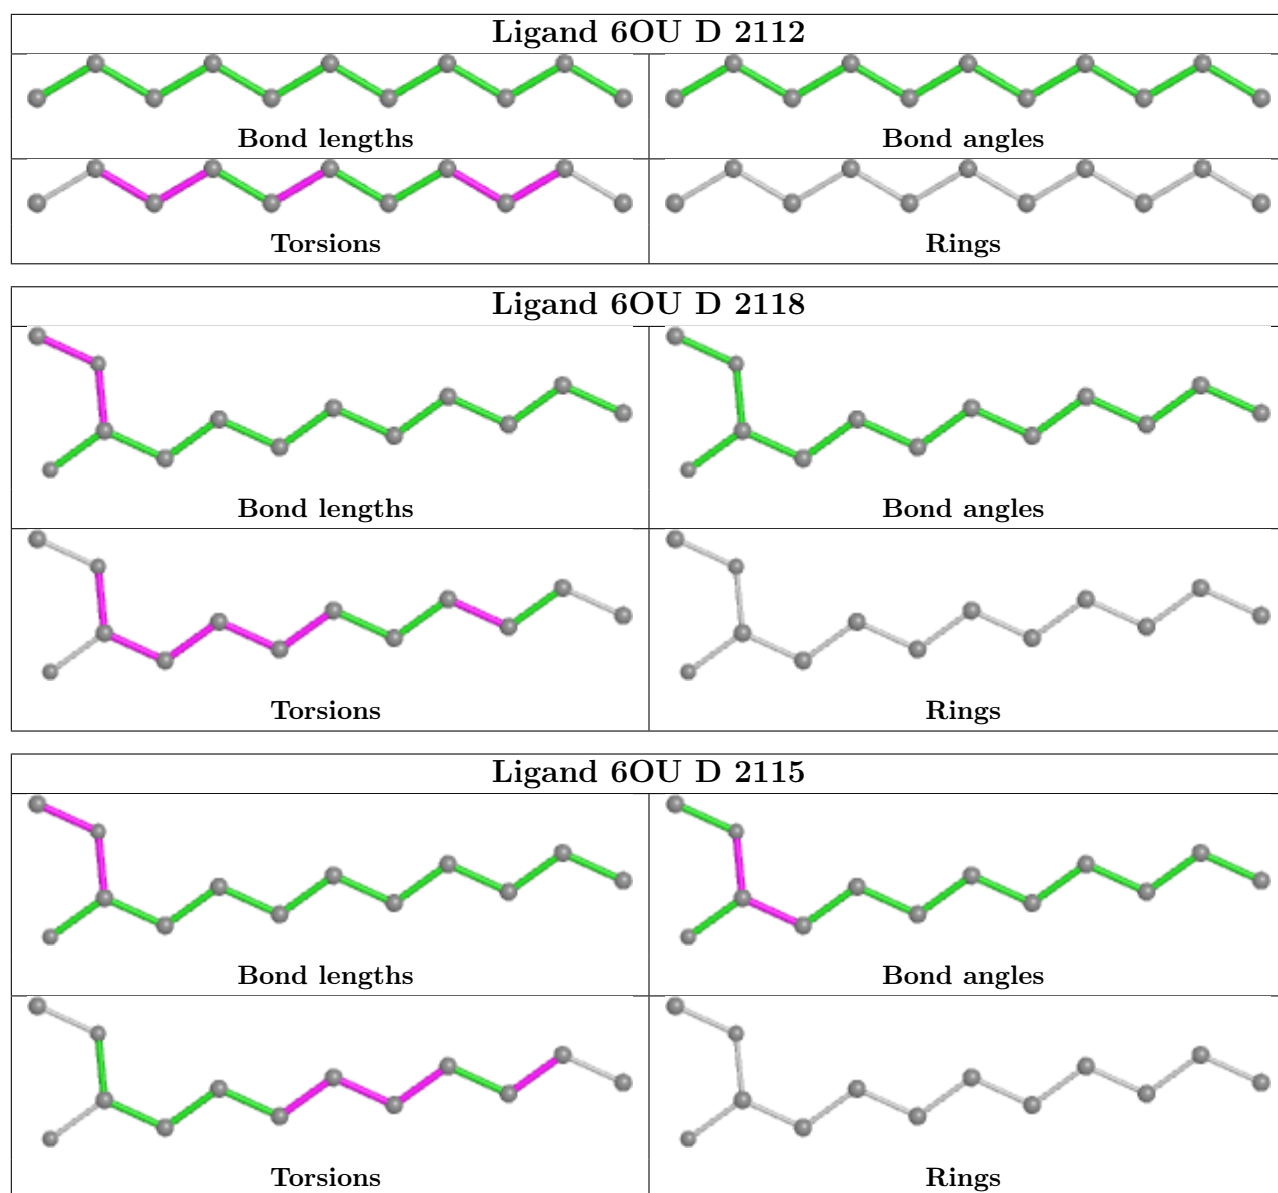 Ligand 6OU D 2112
Bond lengths Bond angles
Torsions Rings
Ligand 6OU D 2118
Bond lengths Bond angles
Torsions Rings
Ligand 6OU D 2115
Bond lengths Bond angles
Torsions Rings